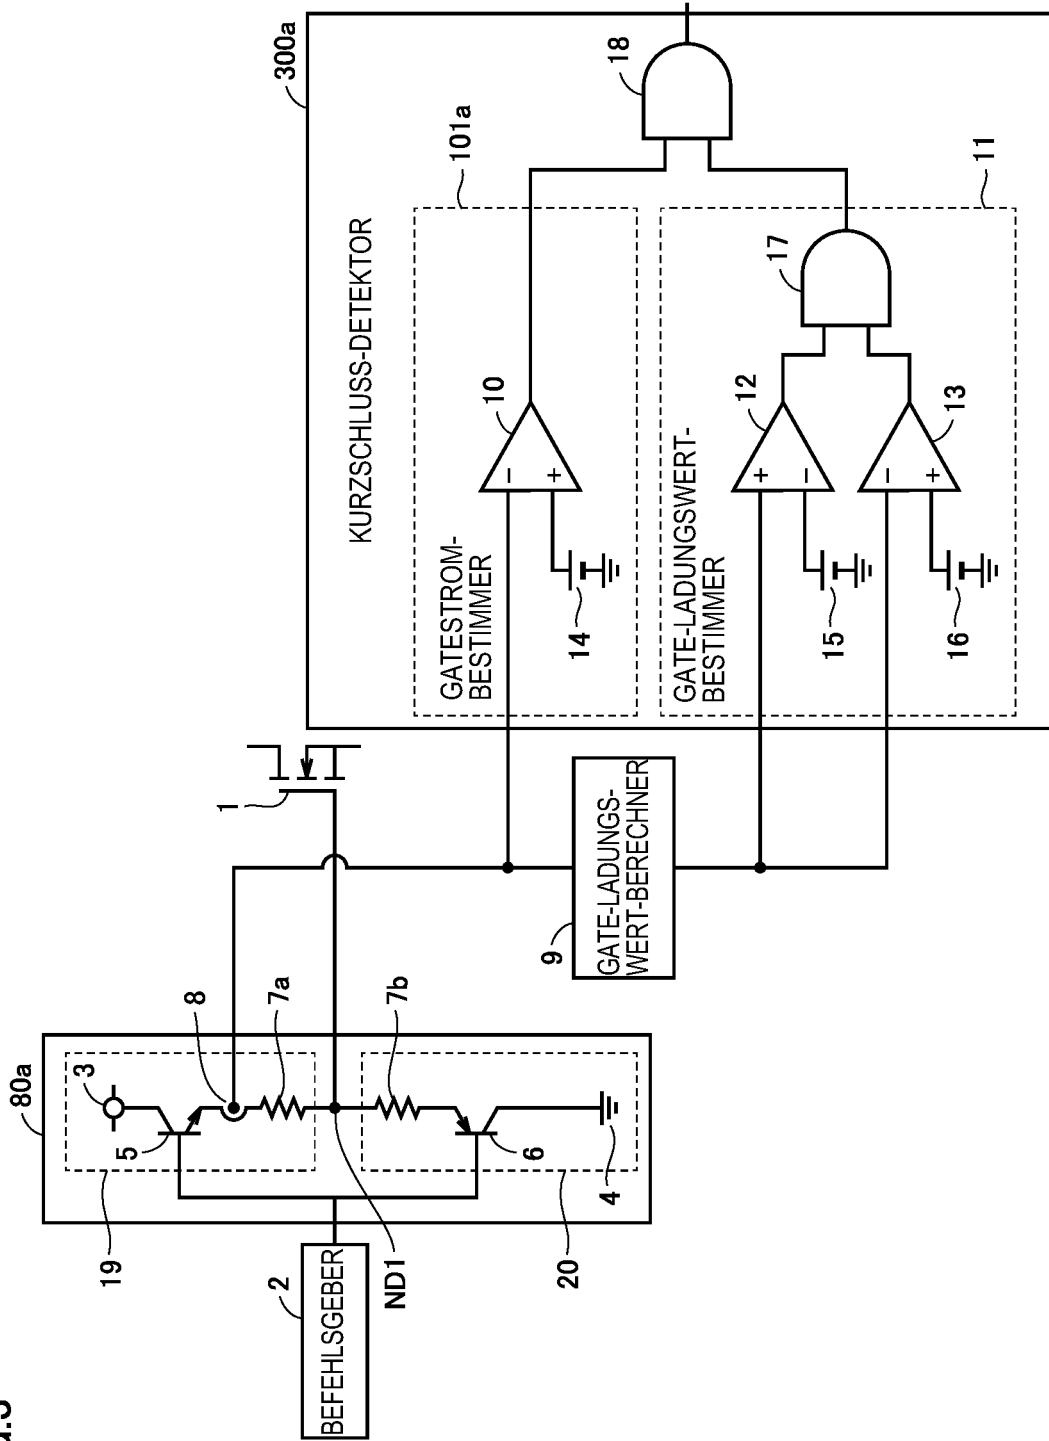 80a
3
8
7a
7b
5
6
4
19
20
2
BEFEHLSGEBER
ND1
1
9
GATE-LADUNGS-
WERT-BERECHNER
300a
KURZSCHLUSS-DETEKTOR
101a
GATESTROM-
BESTIMMER
10
−
+
14
11
GATE-LADUNGSWERT-
BESTIMMER
12
+
−
15
13
−
+
16
17
18